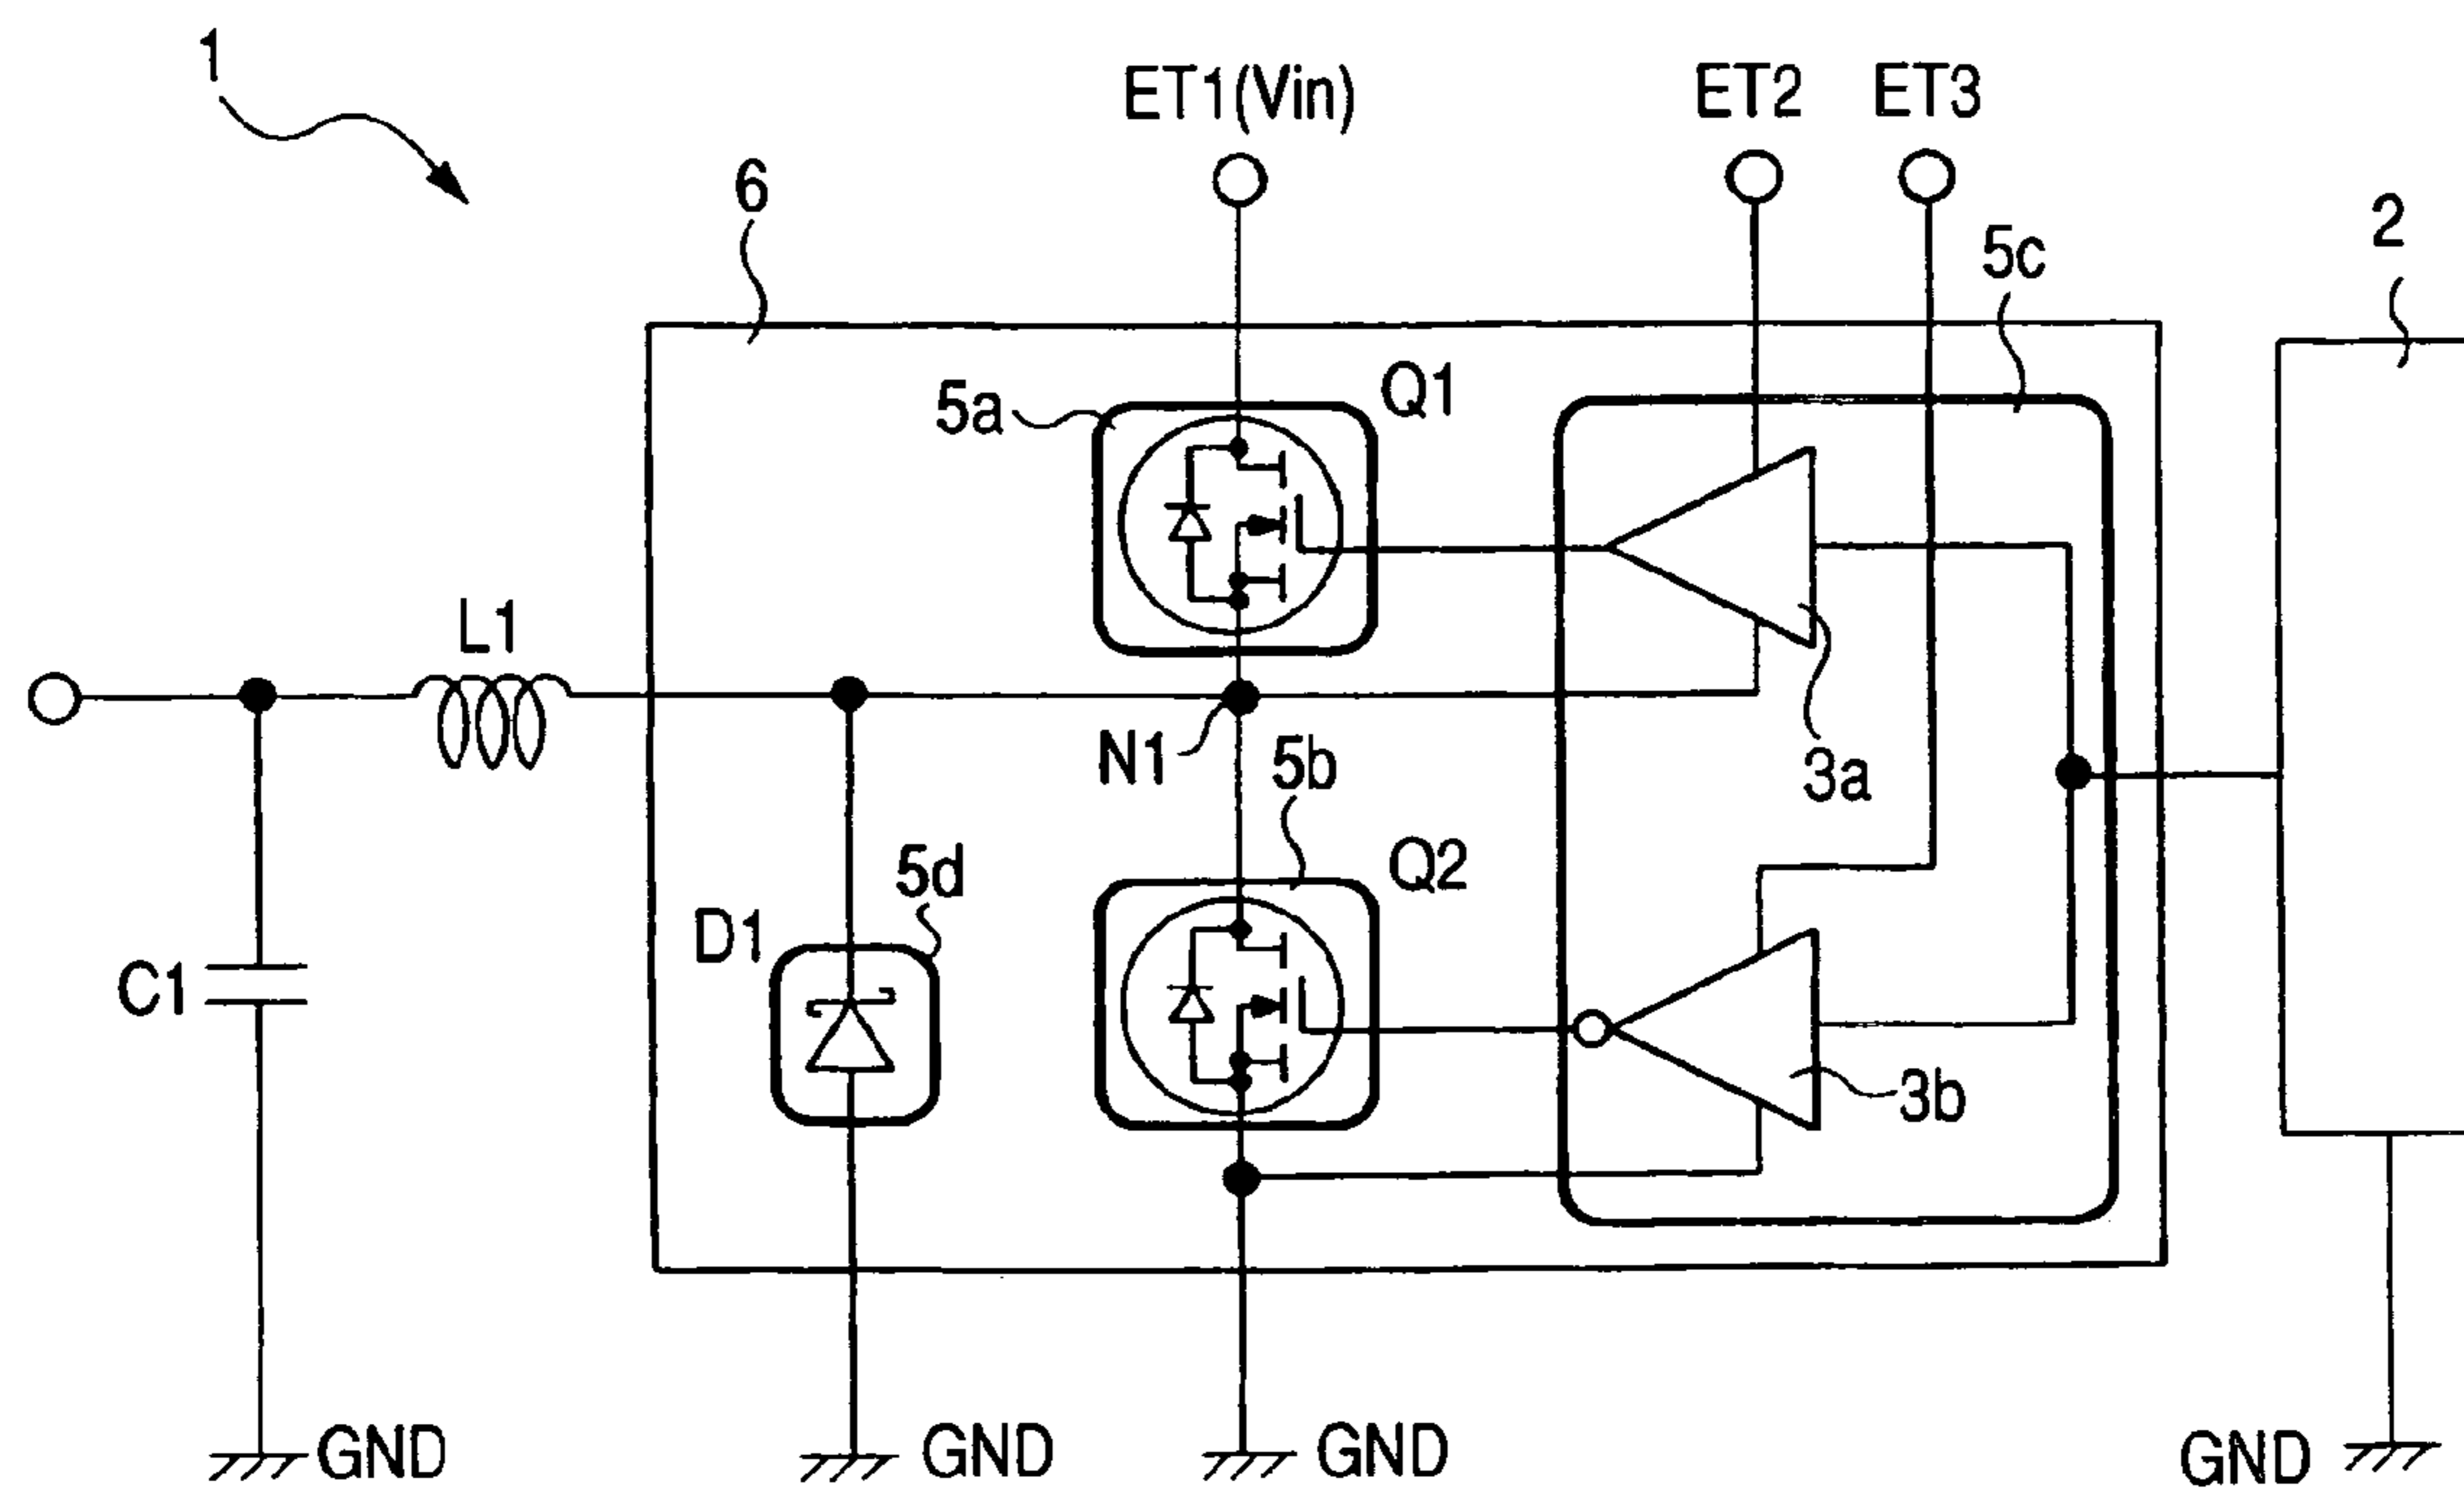 1
ET1(Vin)
ET2
ET3
6
2
5c
5a
Q1
L1
N1
5b
3a
5d
Q2
D1
C1
3b
GND
GND
GND
GND